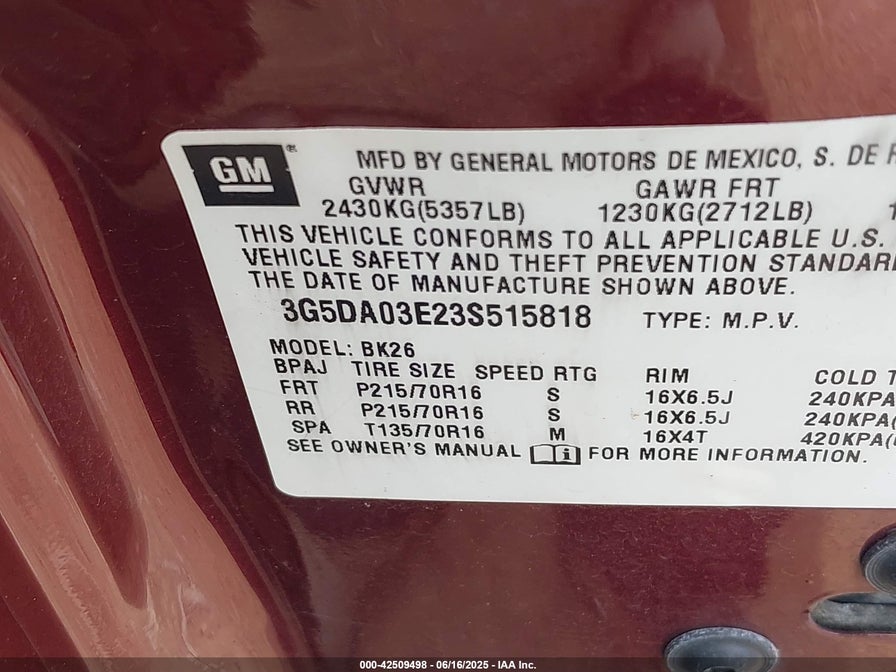 GM ®
MFD BY GENERAL MOTORS DE MEXICO, S. DE
GVWR GAWR FRT
2430KG(5357LB) 1230KG(2712LB)
THIS VEHICLE CONFORMS TO ALL APPLICABLE U.S.
VEHICLE SAFETY AND THEFT PREVENTION STANDAR
THE DATE OF MANUFACTURE SHOWN ABOVE.
3G5DA03E23S515818 TYPE: M.P.V.
MODEL: BK26
BPAJ TIRE SIZE SPEED RTG RIM COLD T
FRT P215/70R16 S 16X6.5J 240KPA
RR P215/70R16 S 16X6.5J 240KPA(
SPA T135/70R16 M 16X4T 420KPA(
SEE OWNER'S MANUAL i FOR MORE INFORMATION.
000-42509498 - 06/16/2025 - IAA Inc.